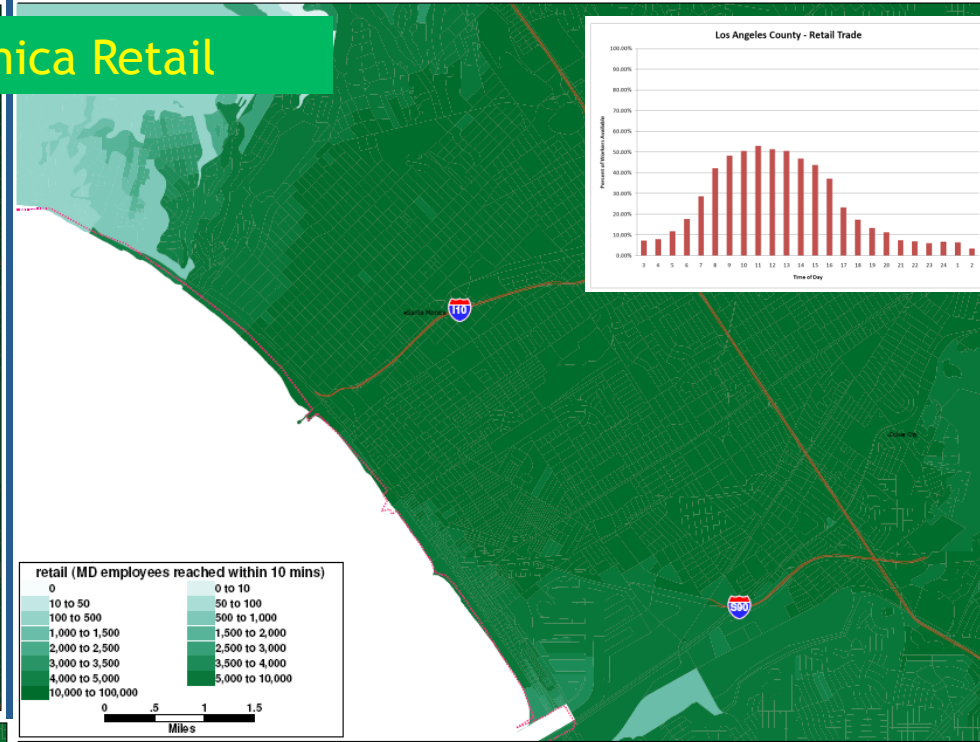 nica Retail
Los Angeles County - Retail Trade
Percent of Workers Available
100.00%
90.00%
80.00%
70.00%
60.00%
50.00%
40.00%
30.00%
20.00%
10.00%
0.00%
3 4 5 6 7 8 9 10 11 12 13 14 15 16 17 18 19 20 21 22 23 24 1 2
Time of Day
Santa Monica
I10
Culver City
S90
retail (MD employees reached within 10 mins)
0 0 to 10
10 to 50 50 to 100
100 to 500 500 to 1,000
1,000 to 1,500 1,500 to 2,000
2,000 to 2,500 2,500 to 3,000
3,000 to 3,500 3,500 to 4,000
4,000 to 5,000 5,000 to 10,000
10,000 to 100,000
0 .5 1 1.5
Miles